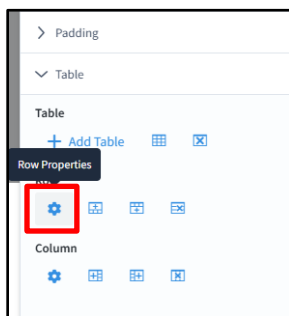 Padding
Table
Table
Add Table
Row Properties
Column